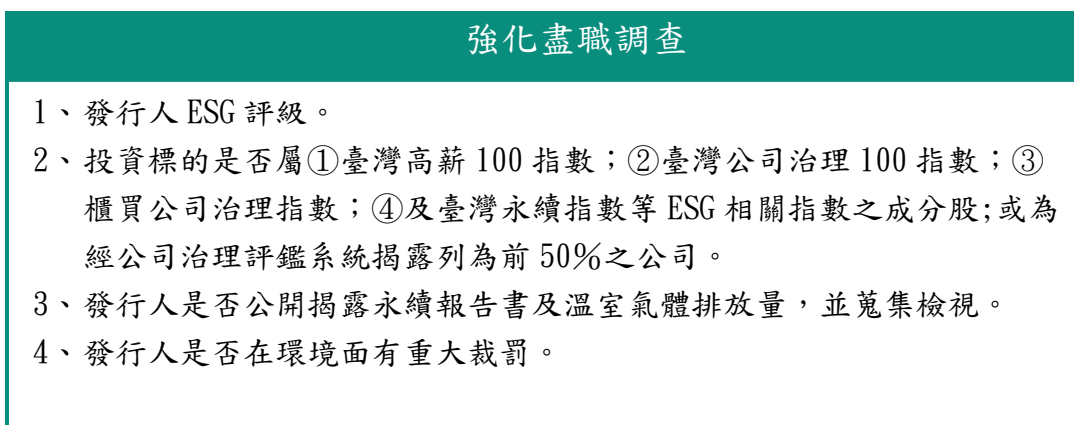 強化盡職調查
1、發行人 ESG 評級。
2、投資標的是否屬①臺灣高薪 100 指數；②臺灣公司治理 100 指數；③
櫃買公司治理指數；④及臺灣永續指數等 ESG 相關指數之成分股;或為
經公司治理評鑑系統揭露列為前 50%之公司。
3、發行人是否公開揭露永續報告書及溫室氣體排放量，並蒐集檢視。
4、發行人是否在環境面有重大裁罰。